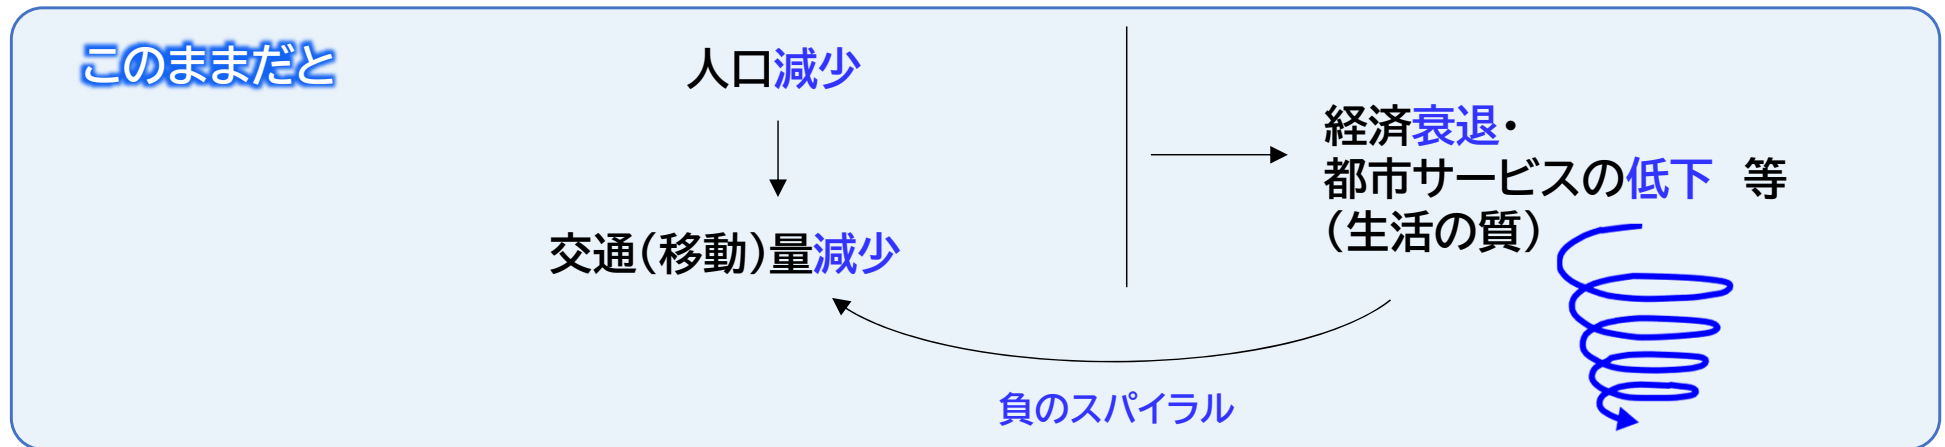 このままだと
人口減少
交通（移動）量減少
経済衰退・
都市サービスの低下　等
（生活の質）
負のスパイラル